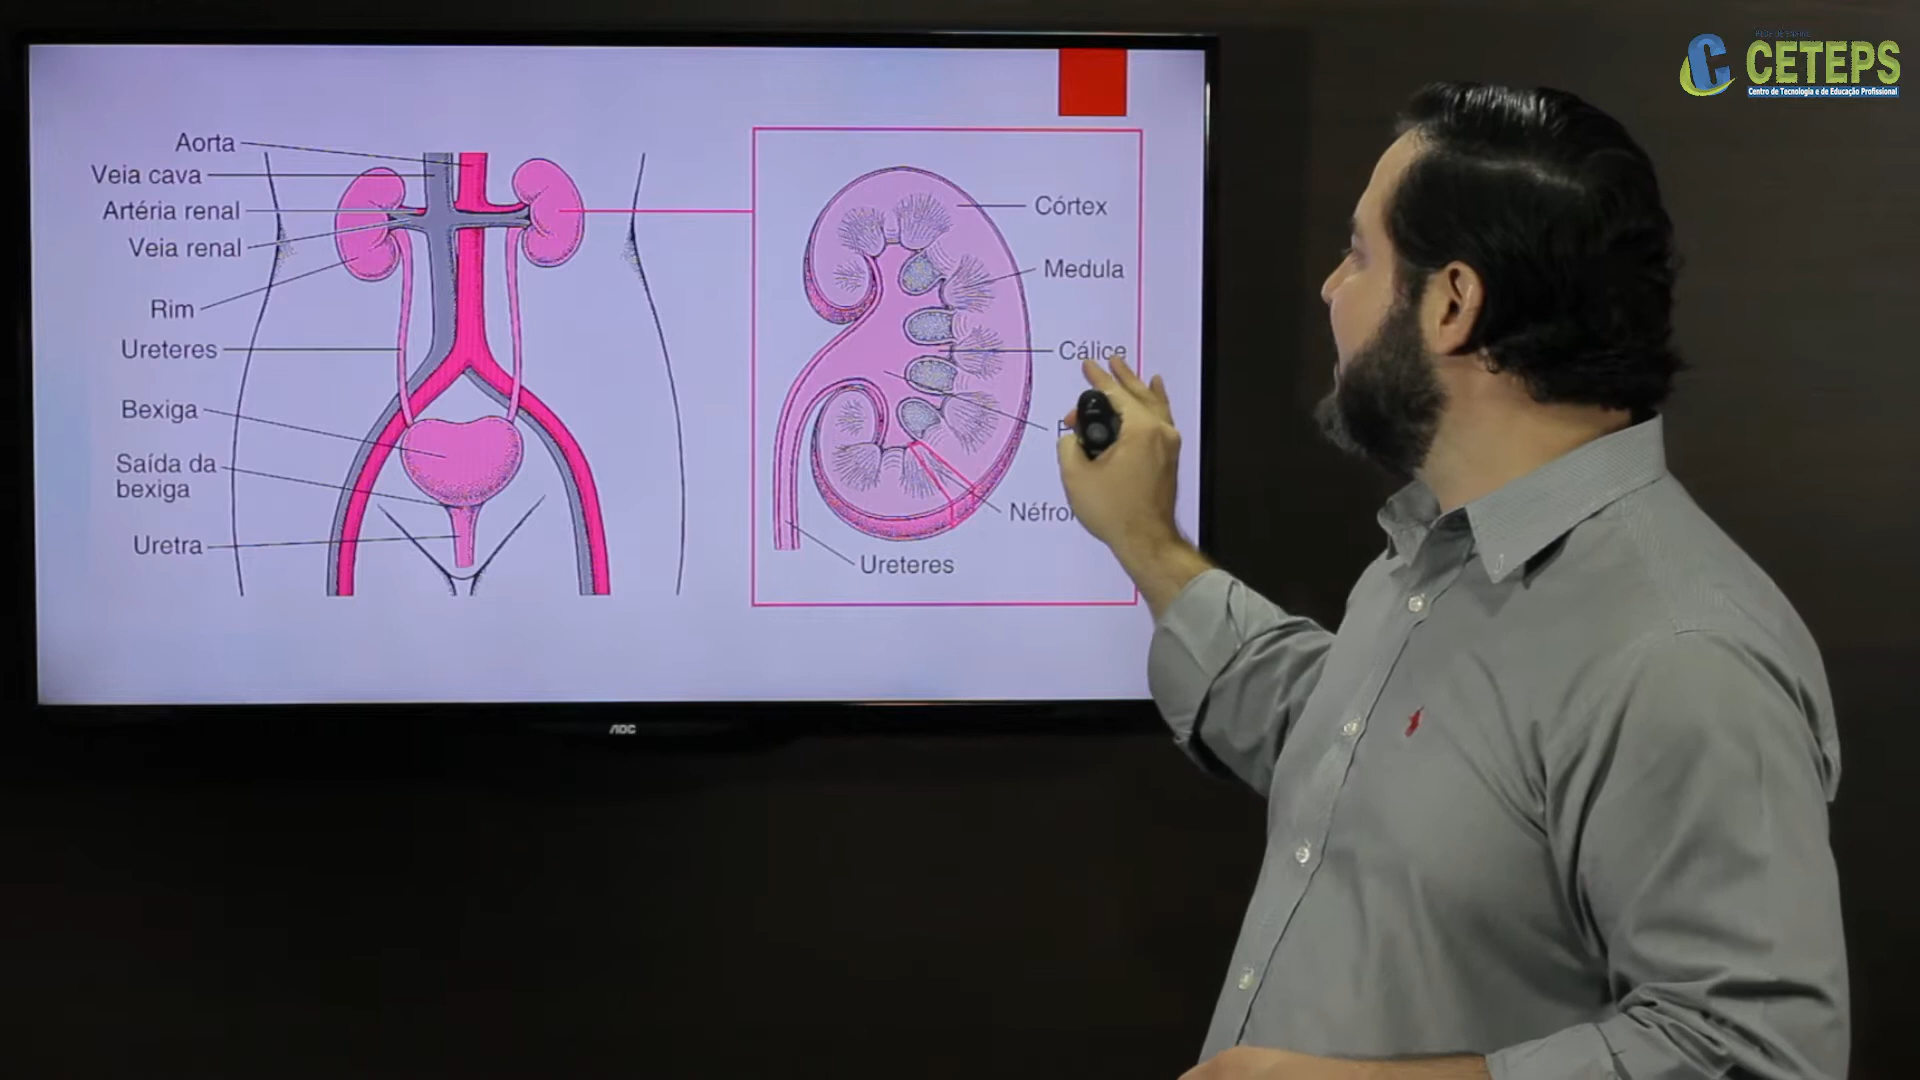 CETEPS
Centro de Tecnologia e de Educação Profissional
Aorta
Veia cava
Artéria renal
Veia renal
Rim
Ureteres
Bexiga
Saída da
bexiga
Uretra
Córtex
Medula
Cálice
Ureteres
AOC